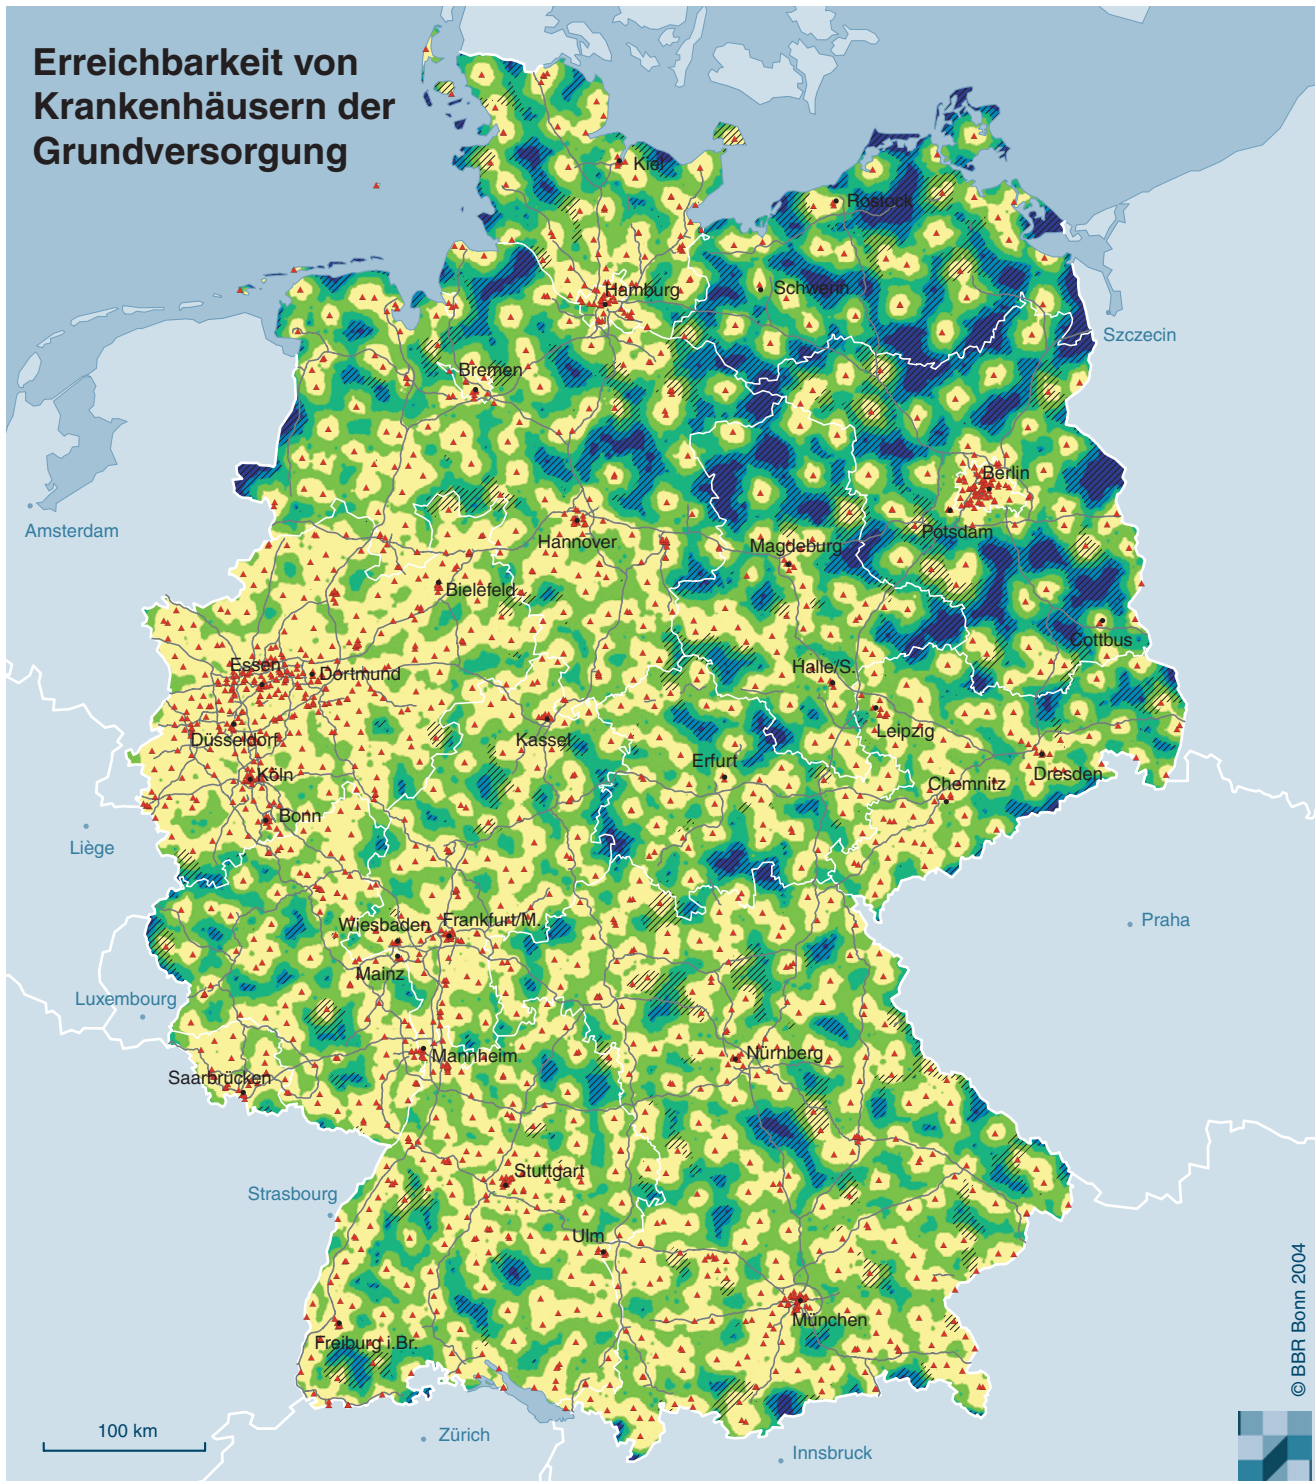 Erreichbarkeit von
Krankenhäusern der
Grundversorgung
Kiel
Rostock
Hamburg
Schwerin
Szczecin
Bremen
Berlin
Amsterdam
Potsdam
Hannover
Magdeburg
Bielefeld
Cottbus
Essen
Dortmund
Halle/S.
Düsseldorf
Kassel
Leipzig
Erfurt
Köln
Dresden
Chemnitz
Bonn
Liège
Wiesbaden
Frankfurt/M.
Praha
Mainz
Luxembourg
Mannheim
Nürnberg
Saarbrücken
Stuttgart
Strasbourg
Ulm
München
Freiburg i.Br.
© BBR Bonn 2004
100 km
Zürich
Innsbruck